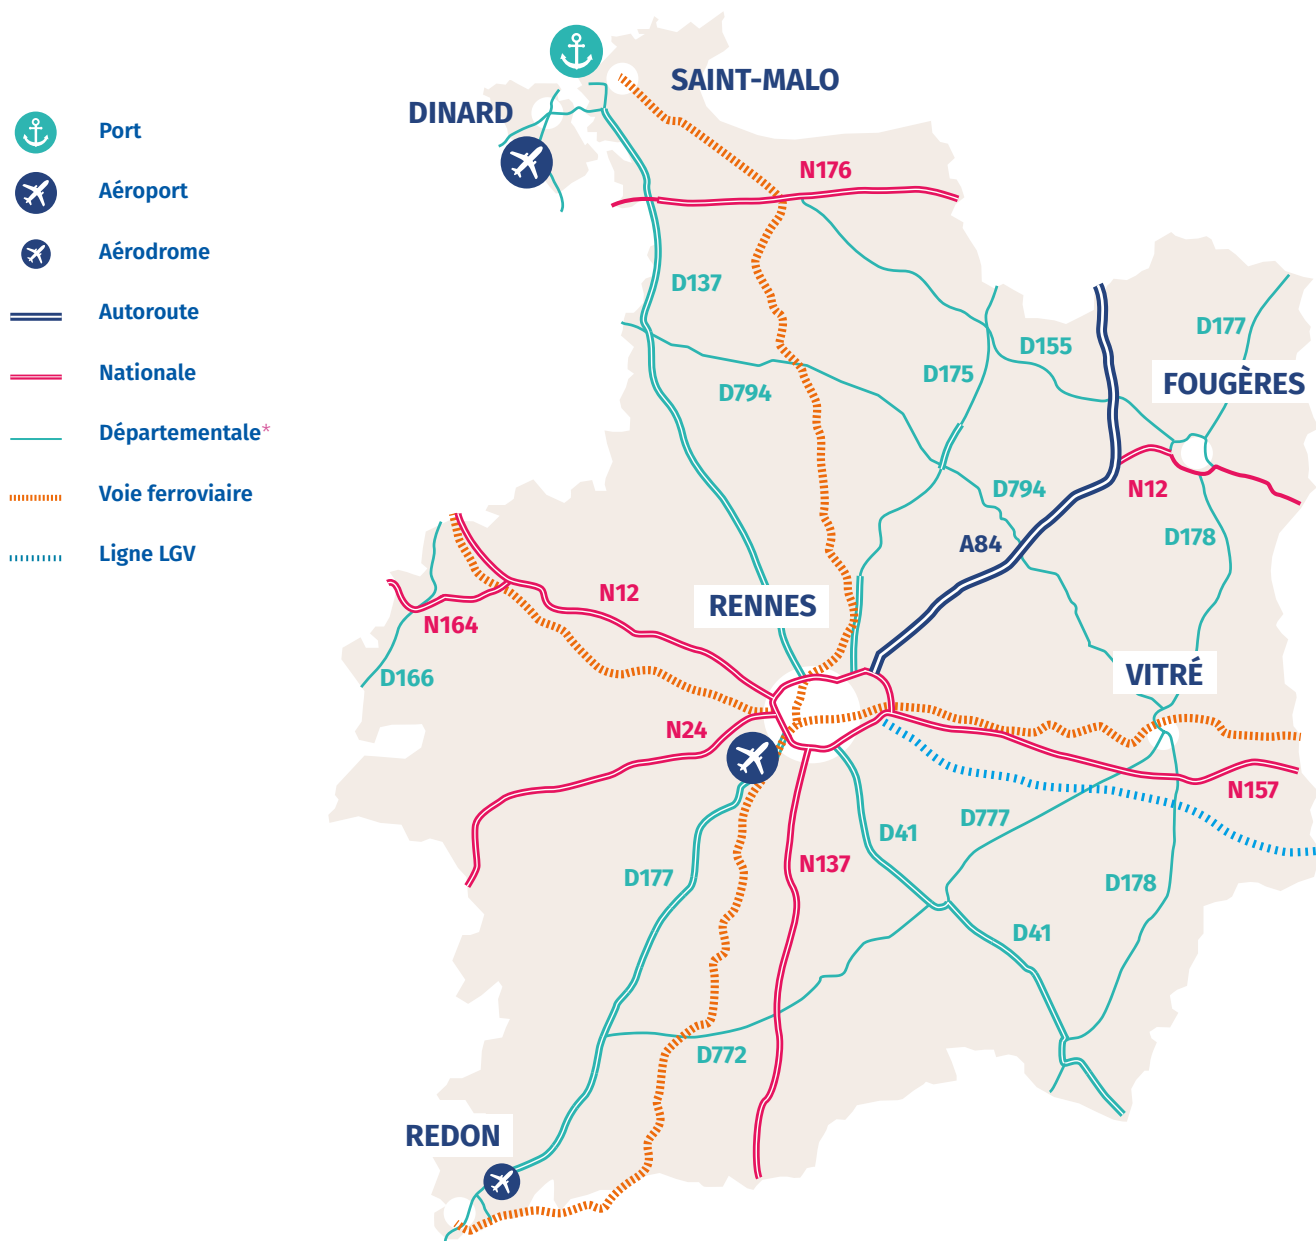 SAINT-MALO
DINARD
Port
N176
Aéroport
Aérodrome
D137
Autoroute
D177
D155
Nationale
D175
FOUGÈRES
D794
Départementale*
Voie ferroviaire
D794
N12
D178
A84
Ligne LGV
N12
RENNES
N164
D166
VITRÉ
N24
N157
D777
D41
N137
D177
D178
D41
D772
REDON